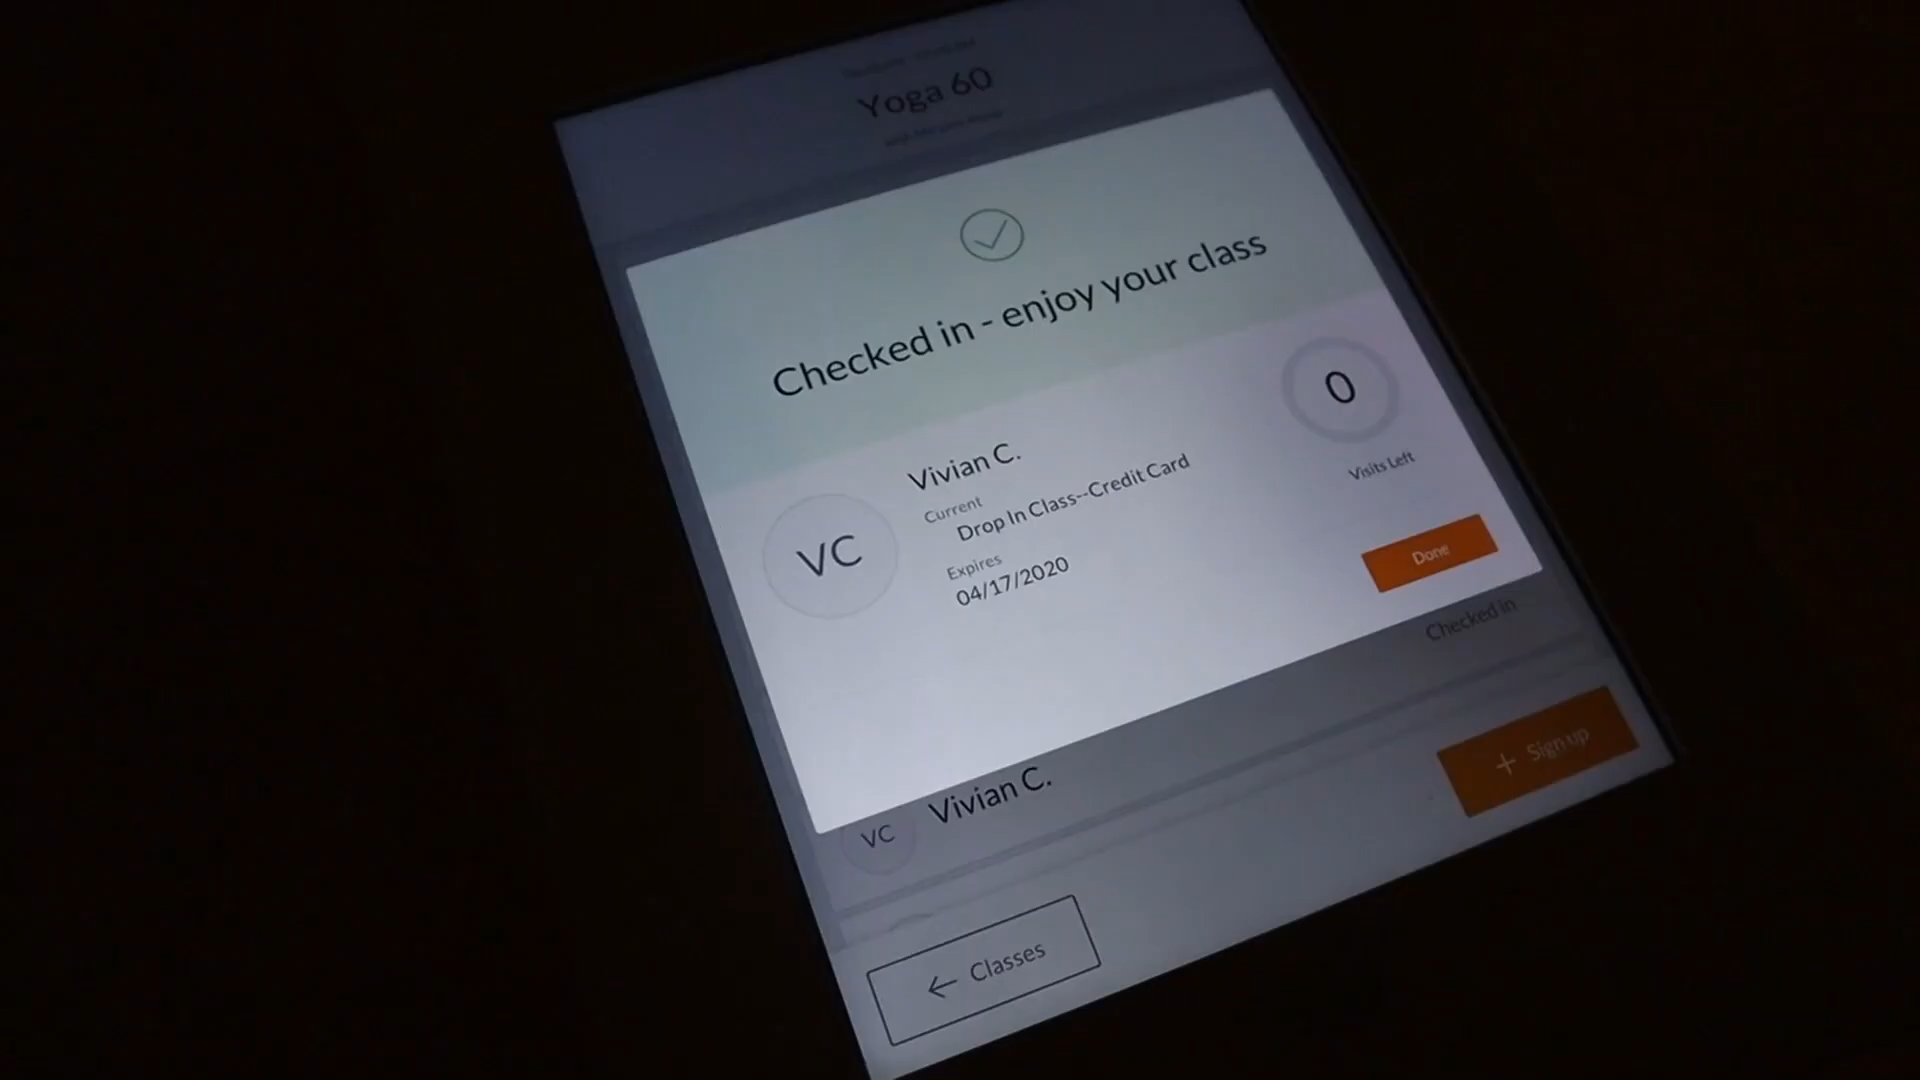 Yoga 60
Checked in - enjoy your class
0
Visits Left
VC
Vivian C.
Current
Drop In Class--Credit Card
Expires
04/17/2020
Done
Checked in
VC
Vivian C.
+ Sign up
← Classes